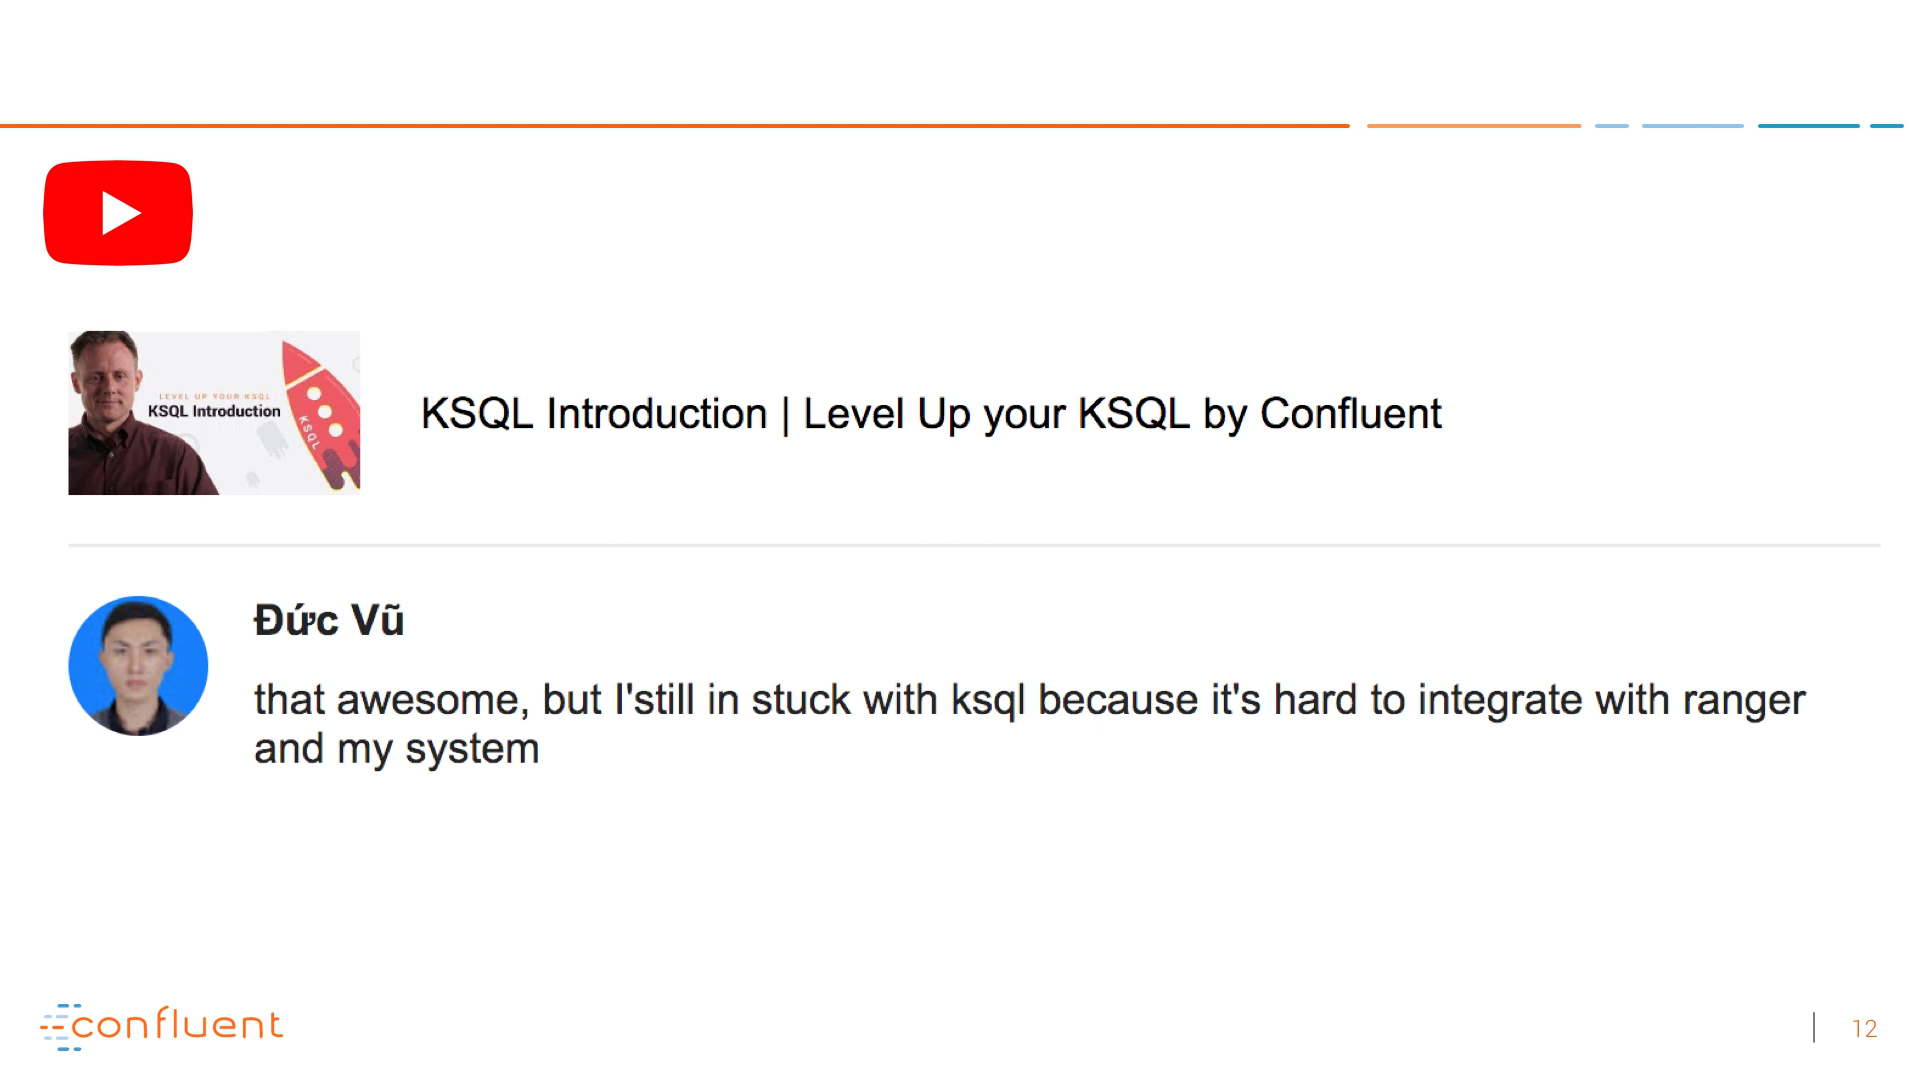 LEVEL UP YOUR KSQL
KSQL Introduction
KSQL
KSQL Introduction | Level Up your KSQL by Confluent
Đức Vũ
that awesome, but I'still in stuck with ksql because it's hard to integrate with ranger
and my system
confluent
12